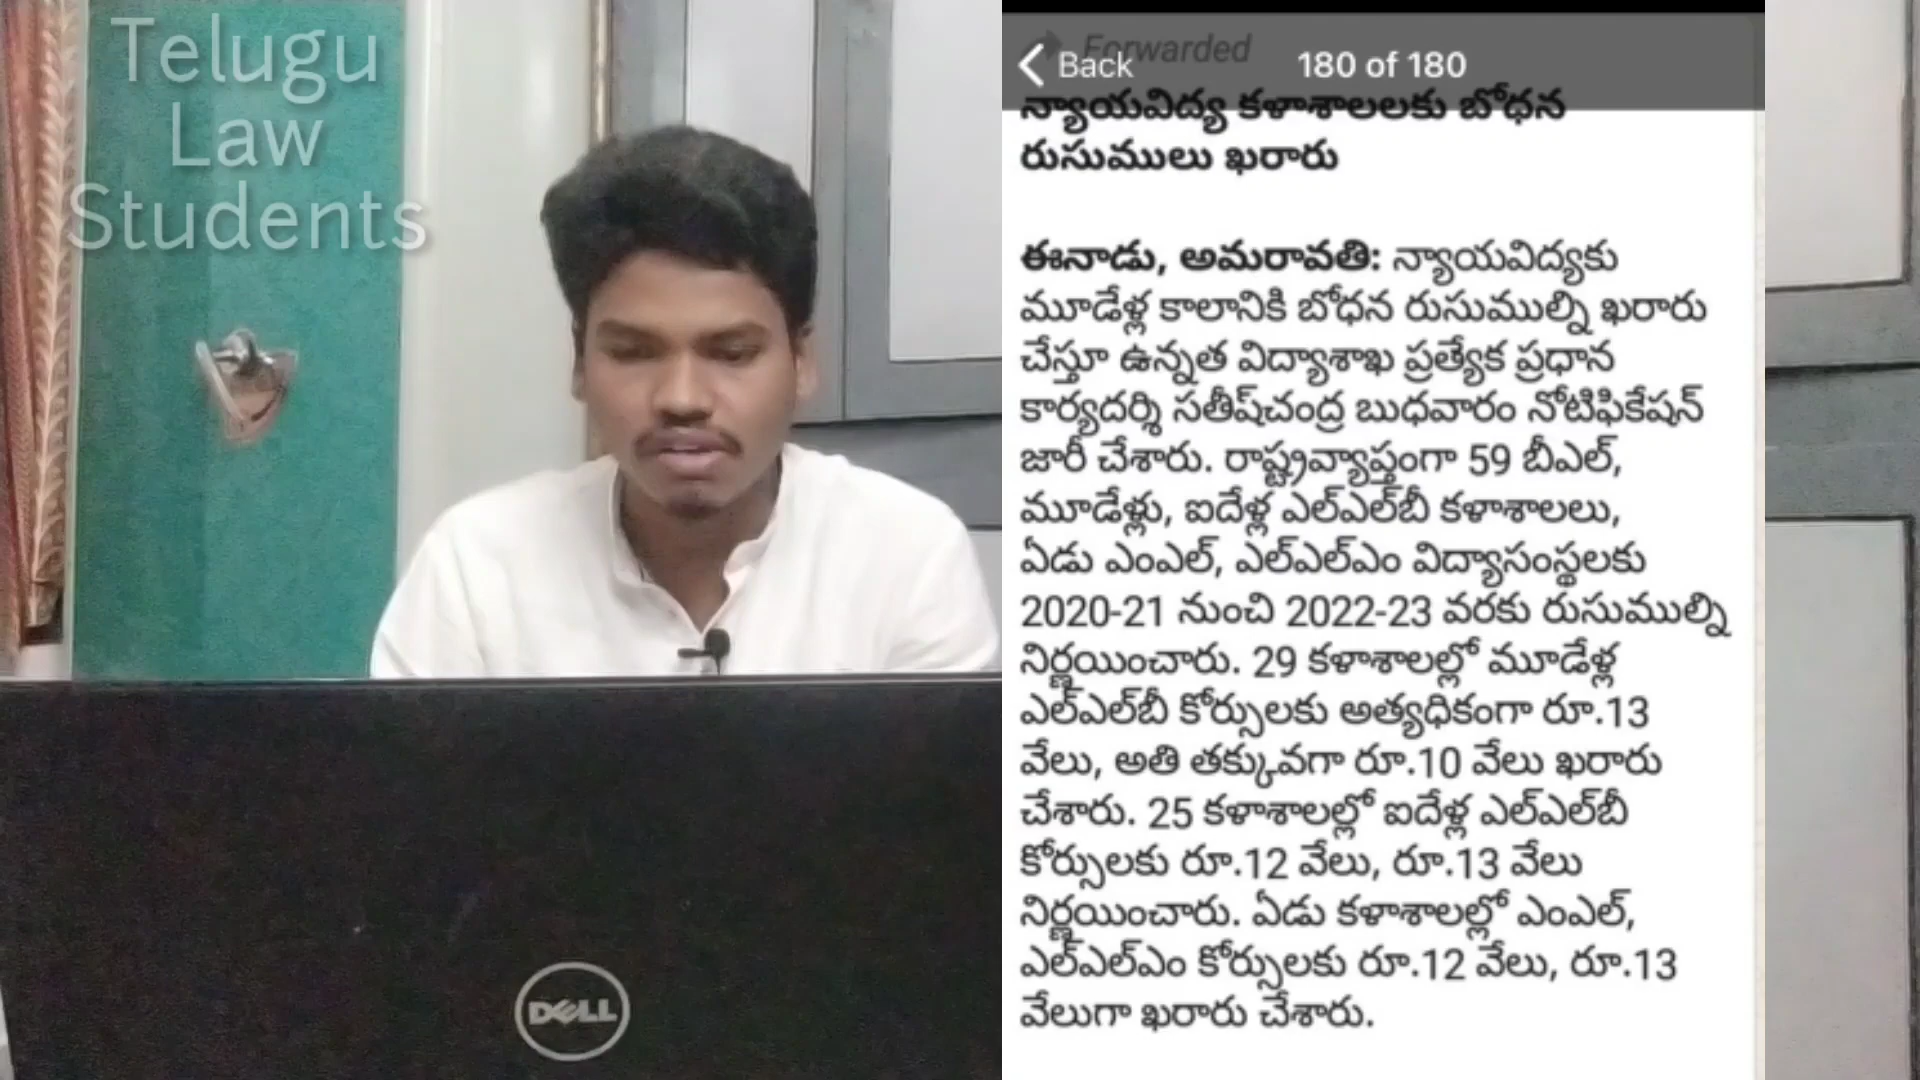 Telugu
Law
Students
DELL
Forwarded
Back
180 of 180
న్యాయవిద్య కళాశాలలకు బోధన
రుసుములు ఖరారు
ఈనాడు, అమరావతి: న్యాయవిద్యకు
మూడేళ్ల కాలానికి బోధన రుసుముల్ని ఖరారు
చేస్తూ ఉన్నత విద్యాశాఖ ప్రత్యేక ప్రధాన
కార్యదర్శి సతీష్‌చంద్ర బుధవారం నోటిఫికేషన్
జారీ చేశారు. రాష్ట్రవ్యాప్తంగా 59 బీఎల్,
మూడేళ్లు, ఐదేళ్ల ఎల్ఎల్‌బీ కళాశాలలు,
ఏడు ఎంఎల్, ఎల్ఎల్ఎం విద్యాసంస్థలకు
2020-21 నుంచి 2022-23 వరకు రుసుముల్ని
నిర్ణయించారు. 29 కళాశాలల్లో మూడేళ్ల
ఎల్ఎల్‌బీ కోర్సులకు అత్యధికంగా రూ.13
వేలు, అతి తక్కువగా రూ.10 వేలు ఖరారు
చేశారు. 25 కళాశాలల్లో ఐదేళ్ల ఎల్ఎల్‌బీ
కోర్సులకు రూ.12 వేలు, రూ.13 వేలు
నిర్ణయించారు. ఏడు కళాశాలల్లో ఎంఎల్,
ఎల్ఎల్ఎం కోర్సులకు రూ.12 వేలు, రూ.13
వేలుగా ఖరారు చేశారు.